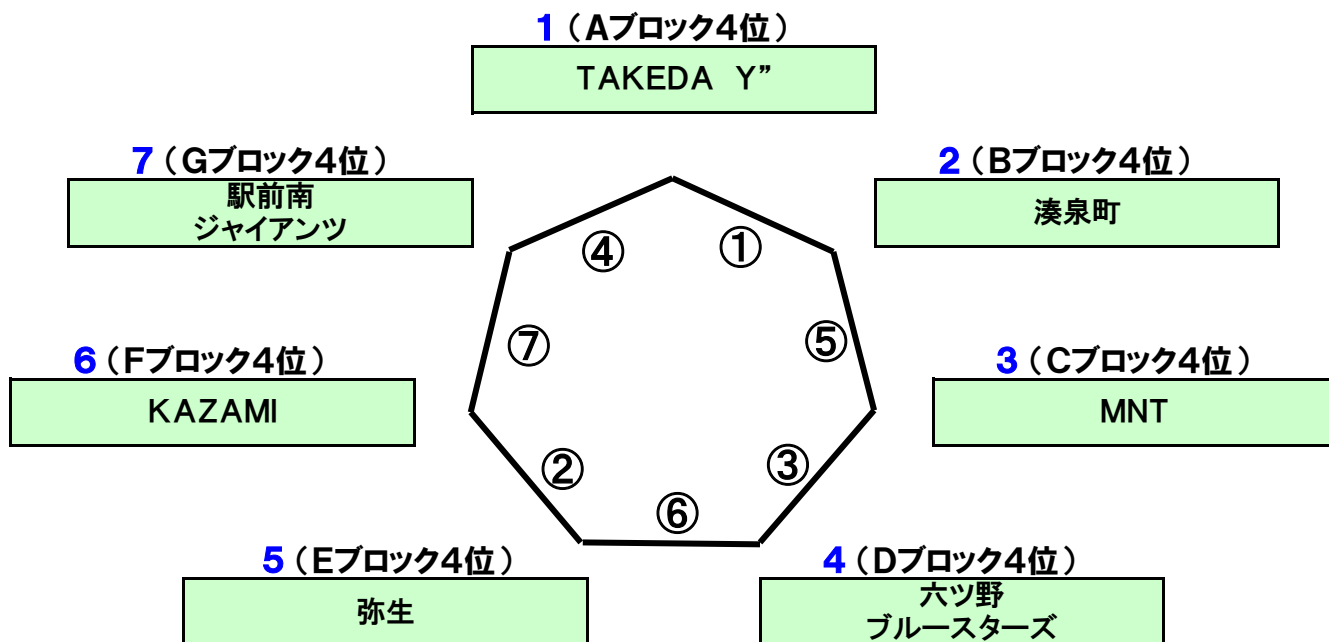 1（Aブロック4位）
TAKEDA Y”
7（Gブロック4位）
駅前南
ジャイアンツ
2（Bブロック4位）
湊泉町
④
①
⑦
⑤
6（Fブロック4位）
KAZAMI
3（Cブロック4位）
MNT
②
③
⑥
5（Eブロック4位）
弥生
4（Dブロック4位）
六ツ野
ブルースターズ